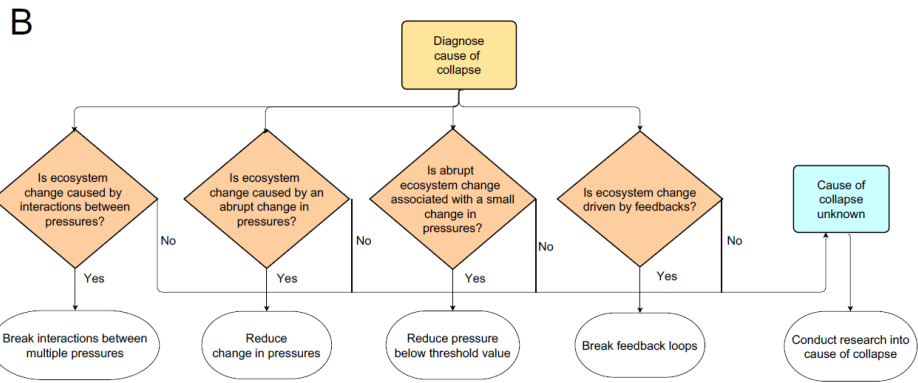 B
Diagnose
cause of
collapse
Is ecosystem
change caused by
interactions between
pressures?
Is ecosystem
change caused by an
abrupt change in
pressures?
Is abrupt
ecosystem change
associated with a small
change in
pressures?
Is ecosystem change
driven by feedbacks?
Cause of
collapse
unknown
No
No
No
No
Yes
Yes
Yes
Yes
Break interactions between
multiple pressures
Reduce
change in pressures
Reduce pressure
below threshold value
Break feedback loops
Conduct research into
cause of collapse